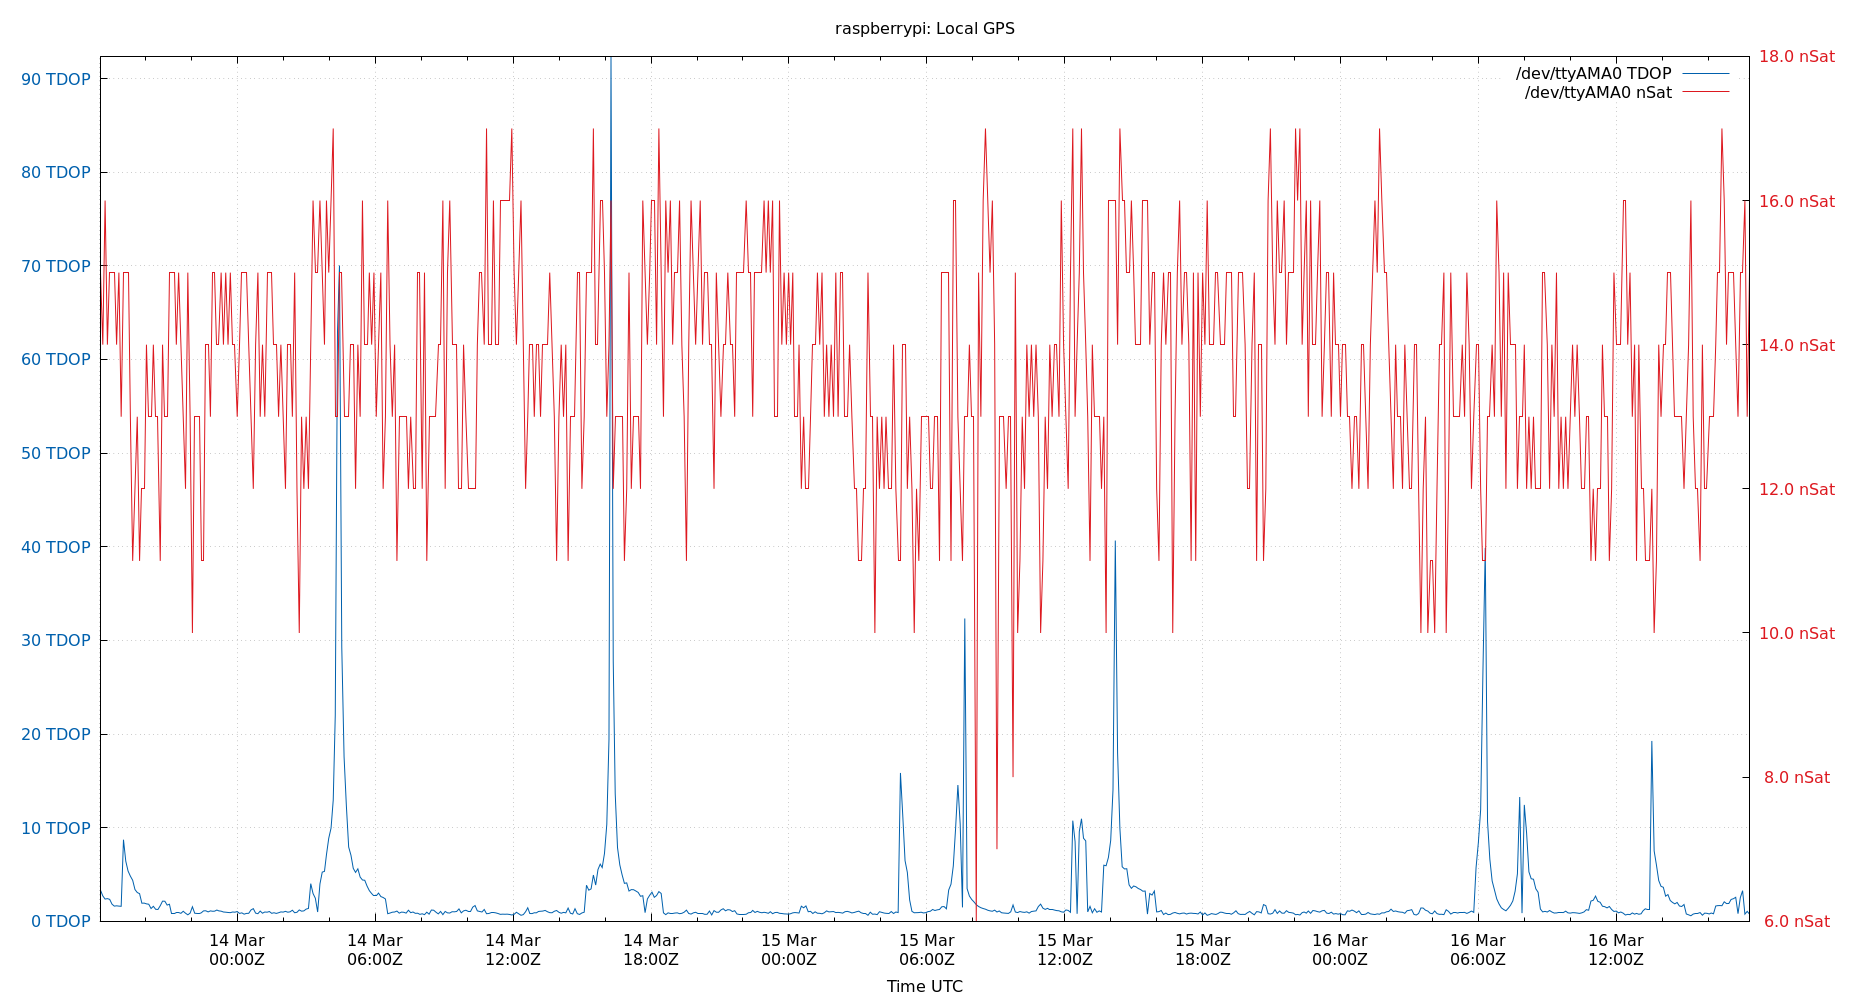 raspberrypi: Local GPS
90 TDOP
80 TDOP
70 TDOP
60 TDOP
50 TDOP
40 TDOP
30 TDOP
20 TDOP
10 TDOP
0 TDOP
/dev/ttyAMA0 TDOP
/dev/ttyAMA0 nSat
18.0 nSat
16.0 nSat
14.0 nSat
12.0 nSat
10.0 nSat
8.0 nSat
6.0 nSat
14 Mar
00:00Z
14 Mar
06:00Z
14 Mar
12:00Z
14 Mar
18:00Z
15 Mar
00:00Z
15 Mar
06:00Z
15 Mar
12:00Z
15 Mar
18:00Z
16 Mar
00:00Z
16 Mar
06:00Z
16 Mar
12:00Z
Time UTC